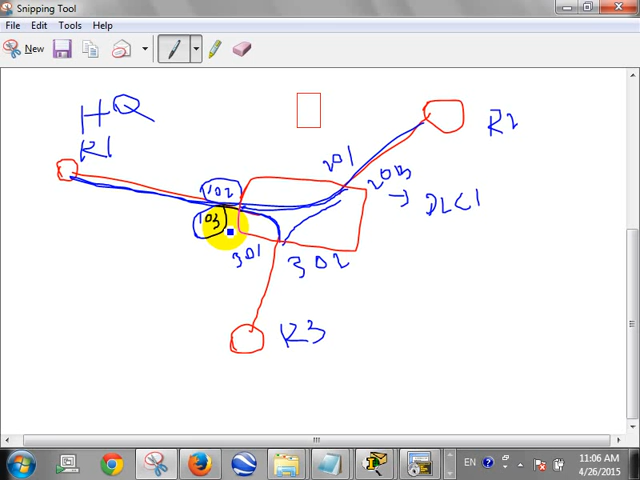 Snipping Tool
File Edit Tools Help
New
HQ
R1
R2
201
203
→ DLCI
102
103
301
302
R3
EN
11:06 AM
4/26/2015